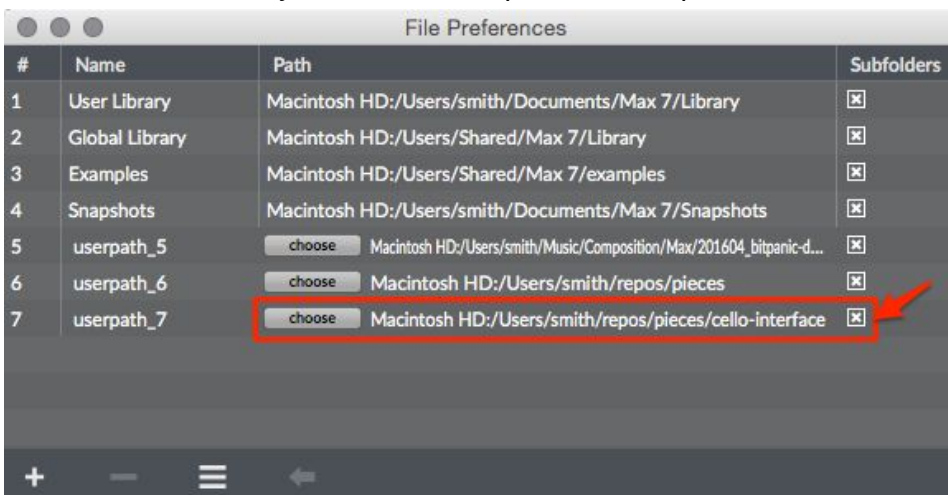 File Preferences
# Name Path Subfolders
1 User Library Macintosh HD:/Users/smith/Documents/Max 7/Library
2 Global Library Macintosh HD:/Users/Shared/Max 7/Library
3 Examples Macintosh HD:/Users/Shared/Max 7/examples
4 Snapshots Macintosh HD:/Users/smith/Documents/Max 7/Snapshots
5 userpath_5 choose Macintosh HD:/Users/smith/Music/Composition/Max/201604_bitpanic-d...
6 userpath_6 choose Macintosh HD:/Users/smith/repos/pieces
7 userpath_7 choose Macintosh HD:/Users/smith/repos/pieces/cello-interface